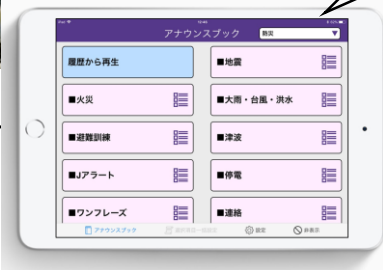 アナウンスブック
防災
履歴から再生
■地震
■火災
■大雨・台風・洪水
■避難訓練
■津波
■Jアラート
■停電
■ワンフレーズ
■連絡
アナウンスブック
設定
非表示